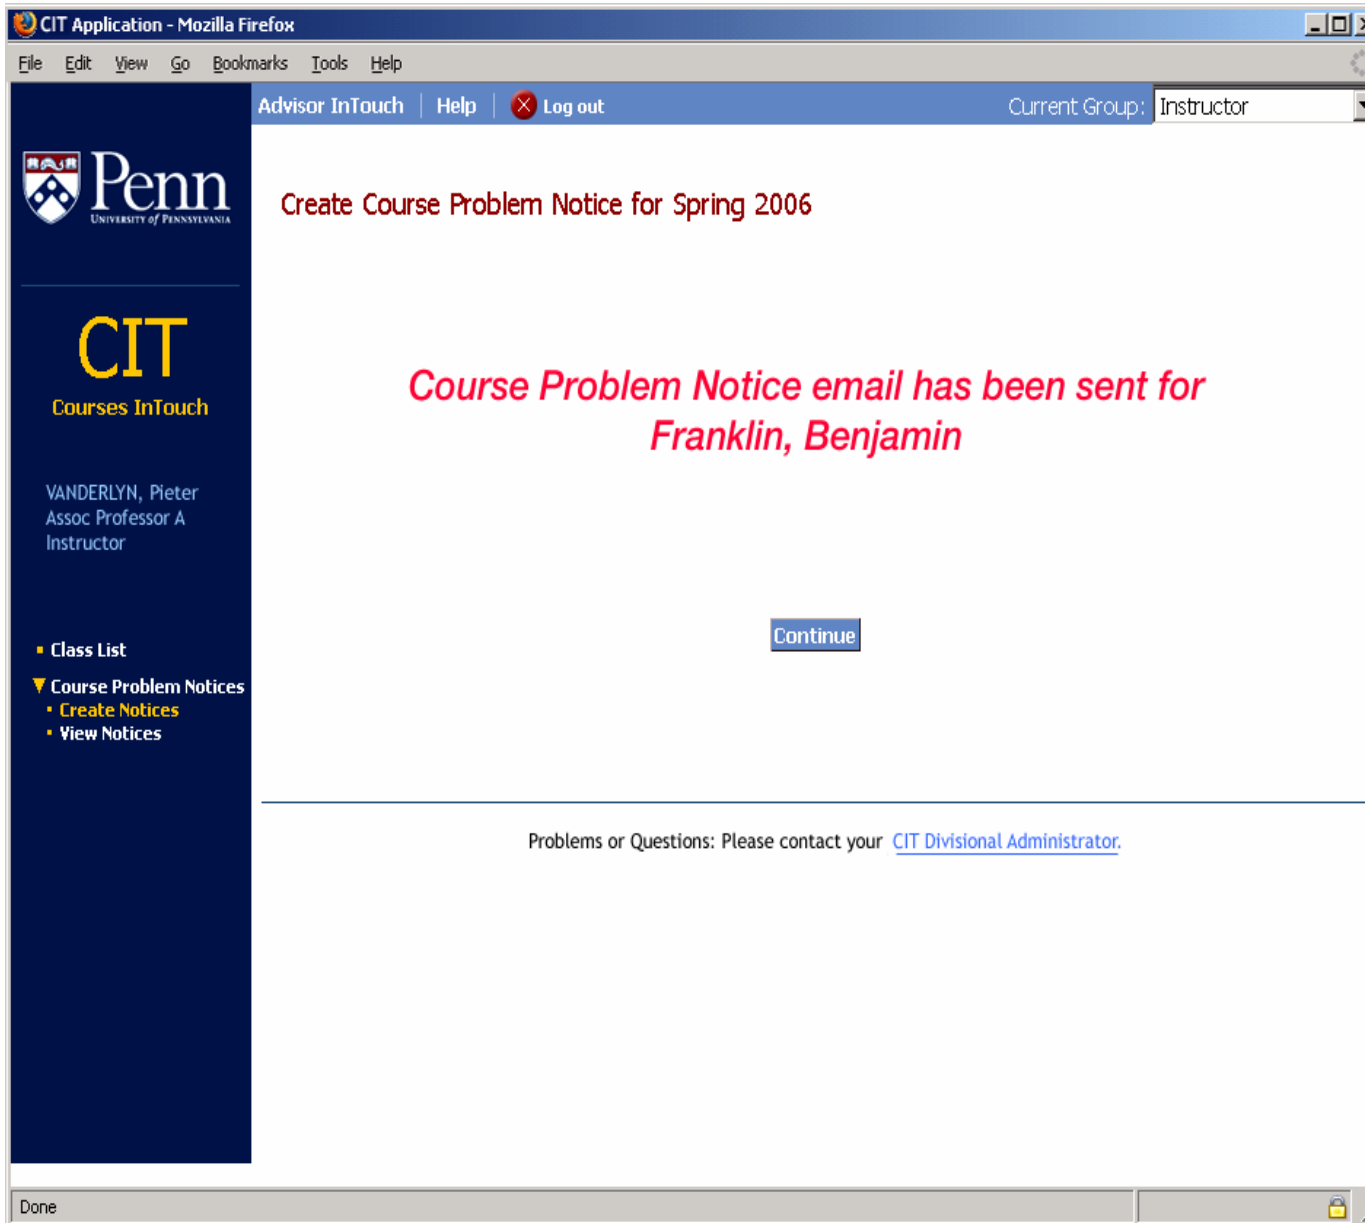 CIT Application - Mozilla Firefox
File Edit View Go Bookmarks Tools Help
Advisor InTouch | Help | Log out Current Group: Instructor
Penn
UNIVERSITY of PENNSYLVANIA
Create Course Problem Notice for Spring 2006
CIT
Courses InTouch
Course Problem Notice email has been sent for
Franklin, Benjamin
VANDERLYN, Pieter
Assoc Professor A
Instructor
Continue
Class List
Course Problem Notices
Create Notices
View Notices
Problems or Questions: Please contact your CIT Divisional Administrator.
Done